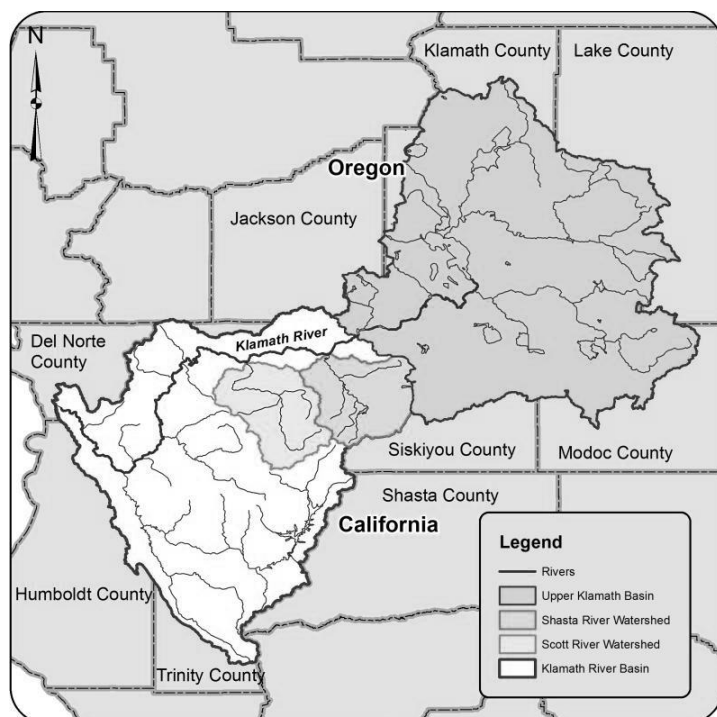 N
Klamath County
Lake County
Oregon
Jackson County
Klamath River
Del Norte
County
Siskiyou County
Modoc County
Shasta County
California
Humboldt County
Trinity County
Legend
Rivers
Upper Klamath Basin
Shasta River Watershed
Scott River Watershed
Klamath River Basin